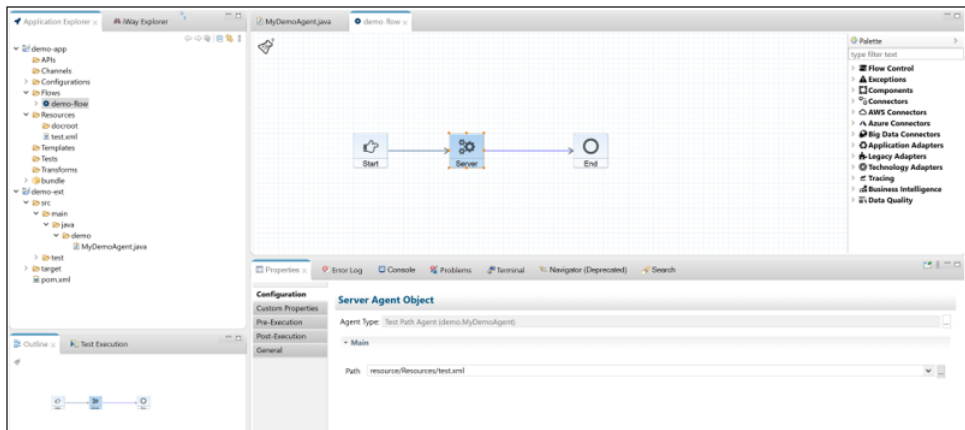 Application Explorer
iWay Explorer
demo-app
APIs
Channels
Configurations
Flows
demo-flow
Resources
docroot
test.xml
Templates
Tests
Transforms
bundle
demo-ext
src
main
java
demo
MyDemoAgent.java
test
target
pom.xml
Outline
Test Execution
MyDemoAgent.java
demo-flow
Start
Server
End
Palette
type filter text
Flow Control
Exceptions
Components
Connectors
AWS Connectors
Azure Connectors
Big Data Connectors
Application Adapters
Legacy Adapters
Technology Adapters
Tracing
Business Intelligence
Data Quality
Properties
Error Log
Console
Problems
Terminal
Navigator (Deprecated)
Search
Configuration
Custom Properties
Pre-Execution
Post-Execution
General
Server Agent Object
Agent Type: Test Path Agent (demo.MyDemoAgent)
...
Main
Path resource/Resources/test.xml
...